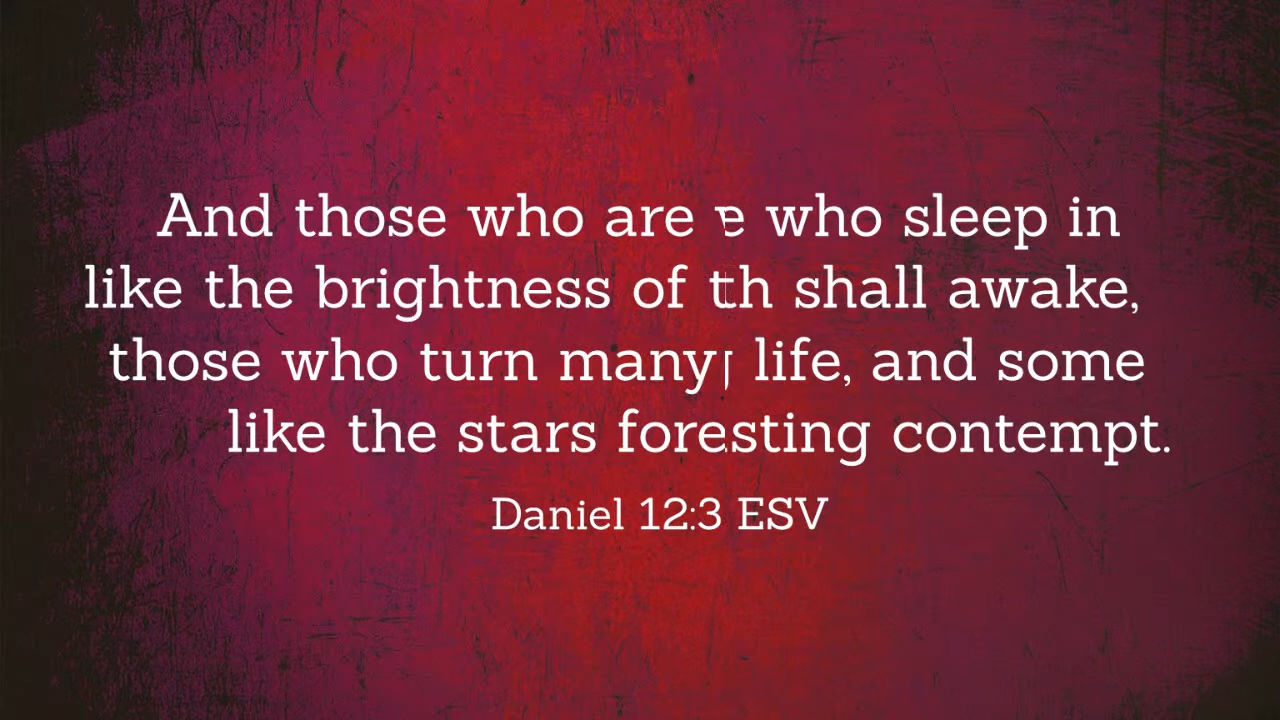 And those who are e who sleep in
like the brightness of th shall awake,
those who turn many life, and some
like the stars foresting contempt.
Daniel 12:3 ESV